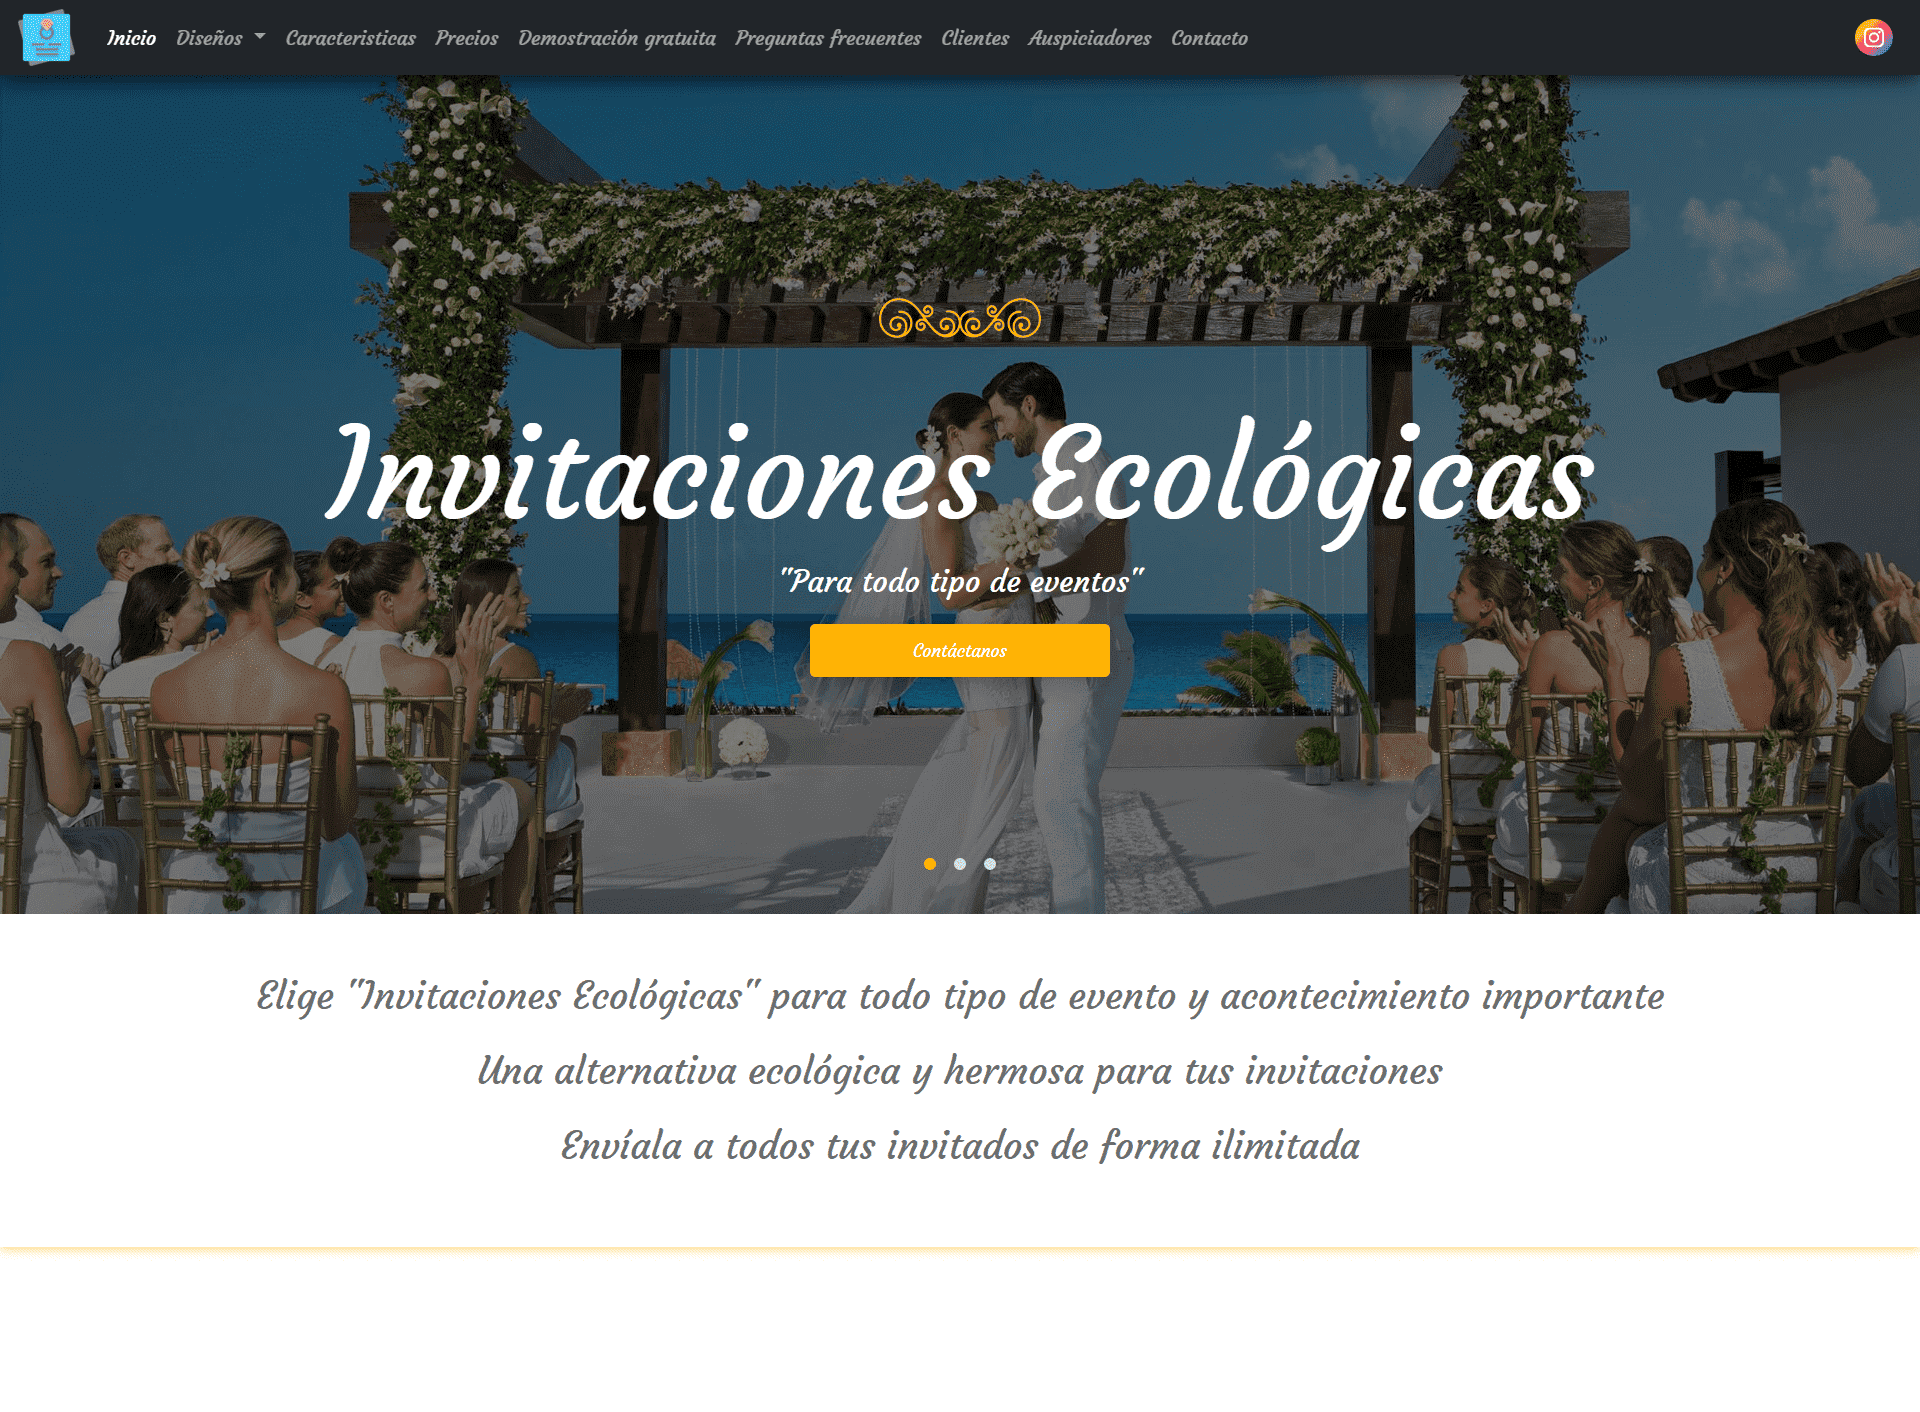 Inicio Diseños Caracteristicas Precios Demostración gratuita Preguntas frecuentes Clientes Auspiciadores Contacto
Invitaciones Ecológicas
"Para todo tipo de eventos"
Contáctanos
Elige "Invitaciones Ecológicas" para todo tipo de evento y acontecimiento importante
Una alternativa ecológica y hermosa para tus invitaciones
Envíala a todos tus invitados de forma ilimitada